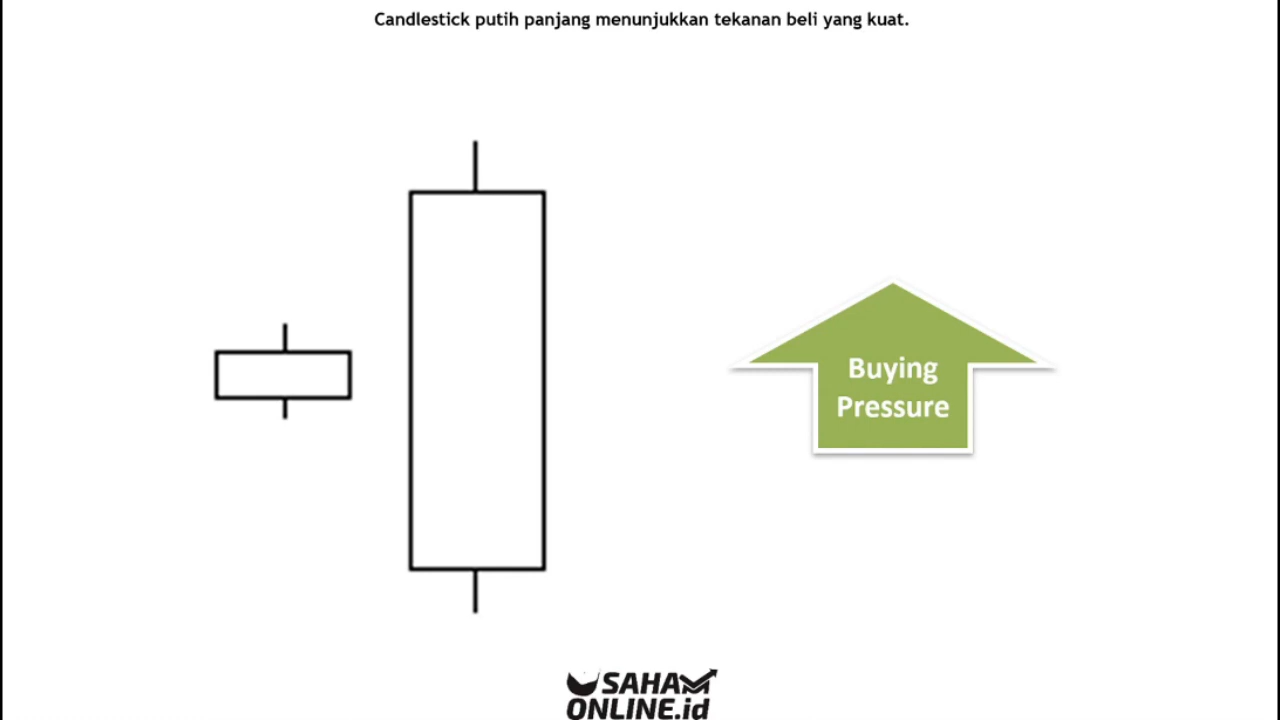 Candlestick putih panjang menunjukkan tekanan beli yang kuat.
Buying
Pressure
SAHAM
ONLINE.id